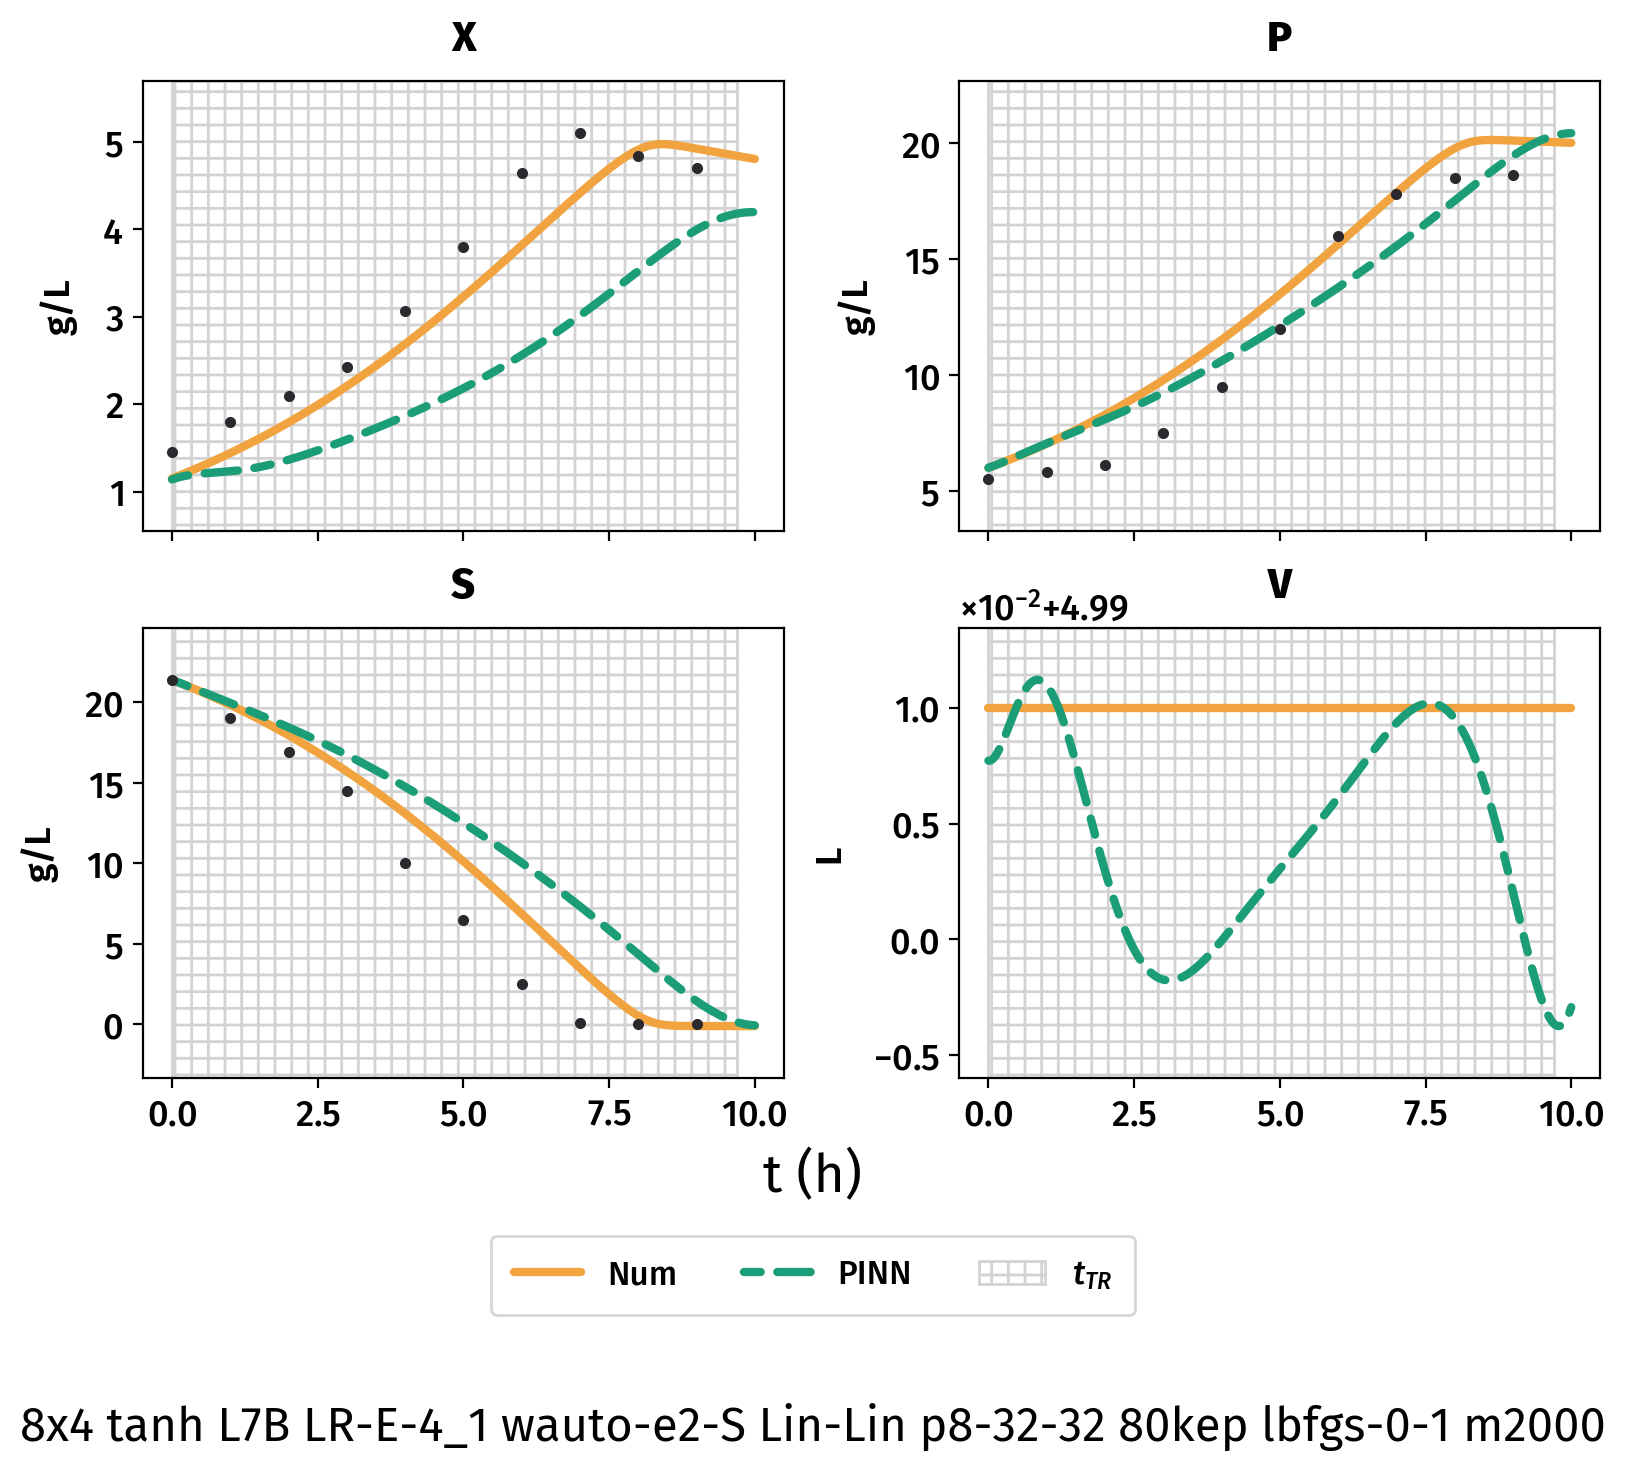 X
P
g/L
5
4
3
2
1
g/L
20
15
10
5
S
V
×10⁻²+4.99
g/L
20
15
10
5
0
0.0 2.5 5.0 7.5 10.0
L
1.0
0.5
0.0
−0.5
0.0 2.5 5.0 7.5 10.0
t (h)
Num PINN t_TR
8x4 tanh L7B LR-E-4_1 wauto-e2-S Lin-Lin p8-32-32 80kep lbfgs-0-1 m2000